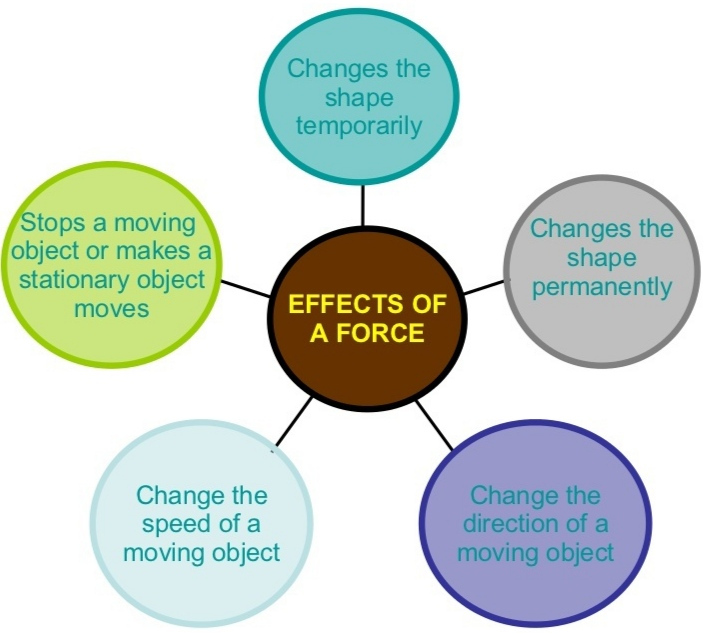 Changes the
shape
temporarily
Stops a moving
object or makes a
stationary object
moves
Changes the
shape
permanently
EFFECTS OF
A FORCE
Change the
speed of a
moving object
Change the
direction of a
moving object